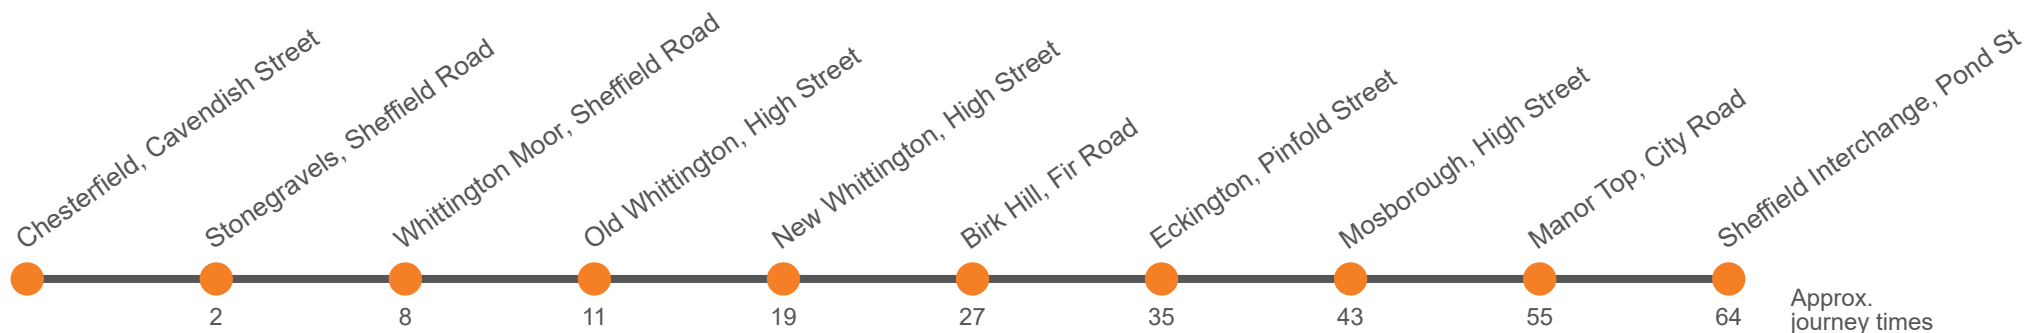 Chesterfield, Cavendish Street
Stonegravels, Sheffield Road
Whittington Moor, Sheffield Road
Old Whittington, High Street
New Whittington, High Street
Birk Hill, Fir Road
Eckington, Pinfold Street
Mosborough, High Street
Manor Top, City Road
Sheffield Interchange, Pond St
2
8
11
19
27
35
43
55
64
Approx.
journey times